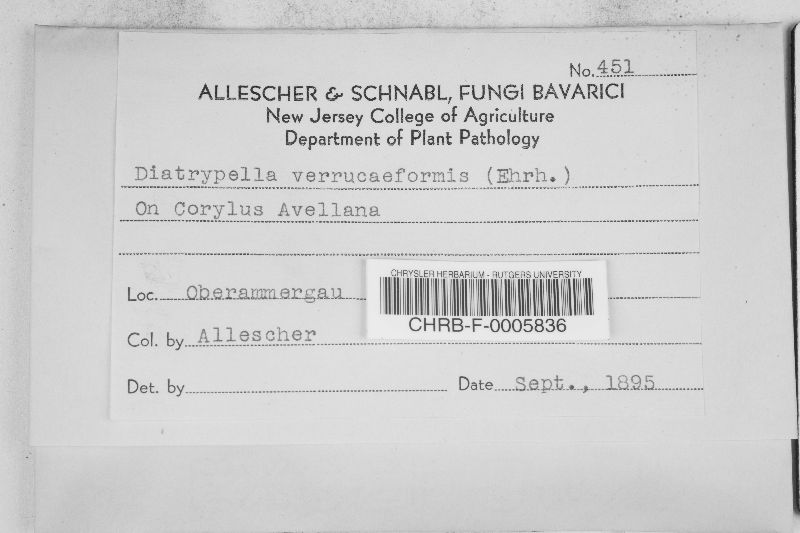 No. 451
ALLESCHER & SCHNABL, FUNGI BAVARICI
New Jersey College of Agriculture
Department of Plant Pathology
Diatrypella verrucaeformis (Ehrh.)
On Corylus Avellana
Loc. Oberammergau
CHRYSLER HERBARIUM - RUTGERS UNIVERSITY
CHRB-F-0005836
Col. by Allescher
Det. by Date Sept., 1895